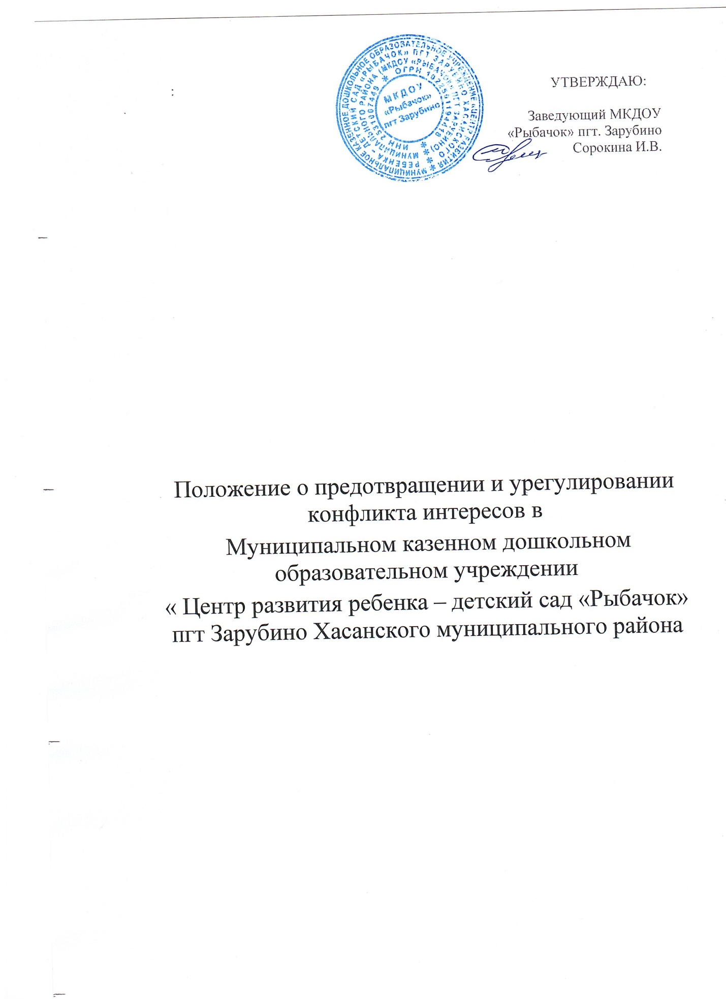 УТВЕРЖДАЮ:
Заведующий МКДОУ
«Рыбачок» пгт. Зарубино
Сорокина И.В.
МУНИЦИПАЛЬНОЕ КАЗЕННОЕ ДОШКОЛЬНОЕ ОБРАЗОВАТЕЛЬНОЕ УЧРЕЖДЕНИЕ «ЦЕНТР РАЗВИТИЯ
РЕБЕНКА - ДЕТСКИЙ САД «РЫБАЧОК» ПГТ ЗАРУБИНО ХАСАНСКОГО
МУНИЦИПАЛЬНОГО РАЙОНА (МКДОУ «РЫБАЧОК» ПГТ ЗАРУБИНО)
ИНН 2531007449 * ОГРН 1022501194418 *
МКДОУ
«Рыбачок»
пгт Зарубино
Положение о предотвращении и урегулировании
конфликта интересов в
Муниципальном казенном дошкольном
образовательном учреждении
« Центр развития ребенка – детский сад «Рыбачок»
пгт Зарубино Хасанского муниципального района